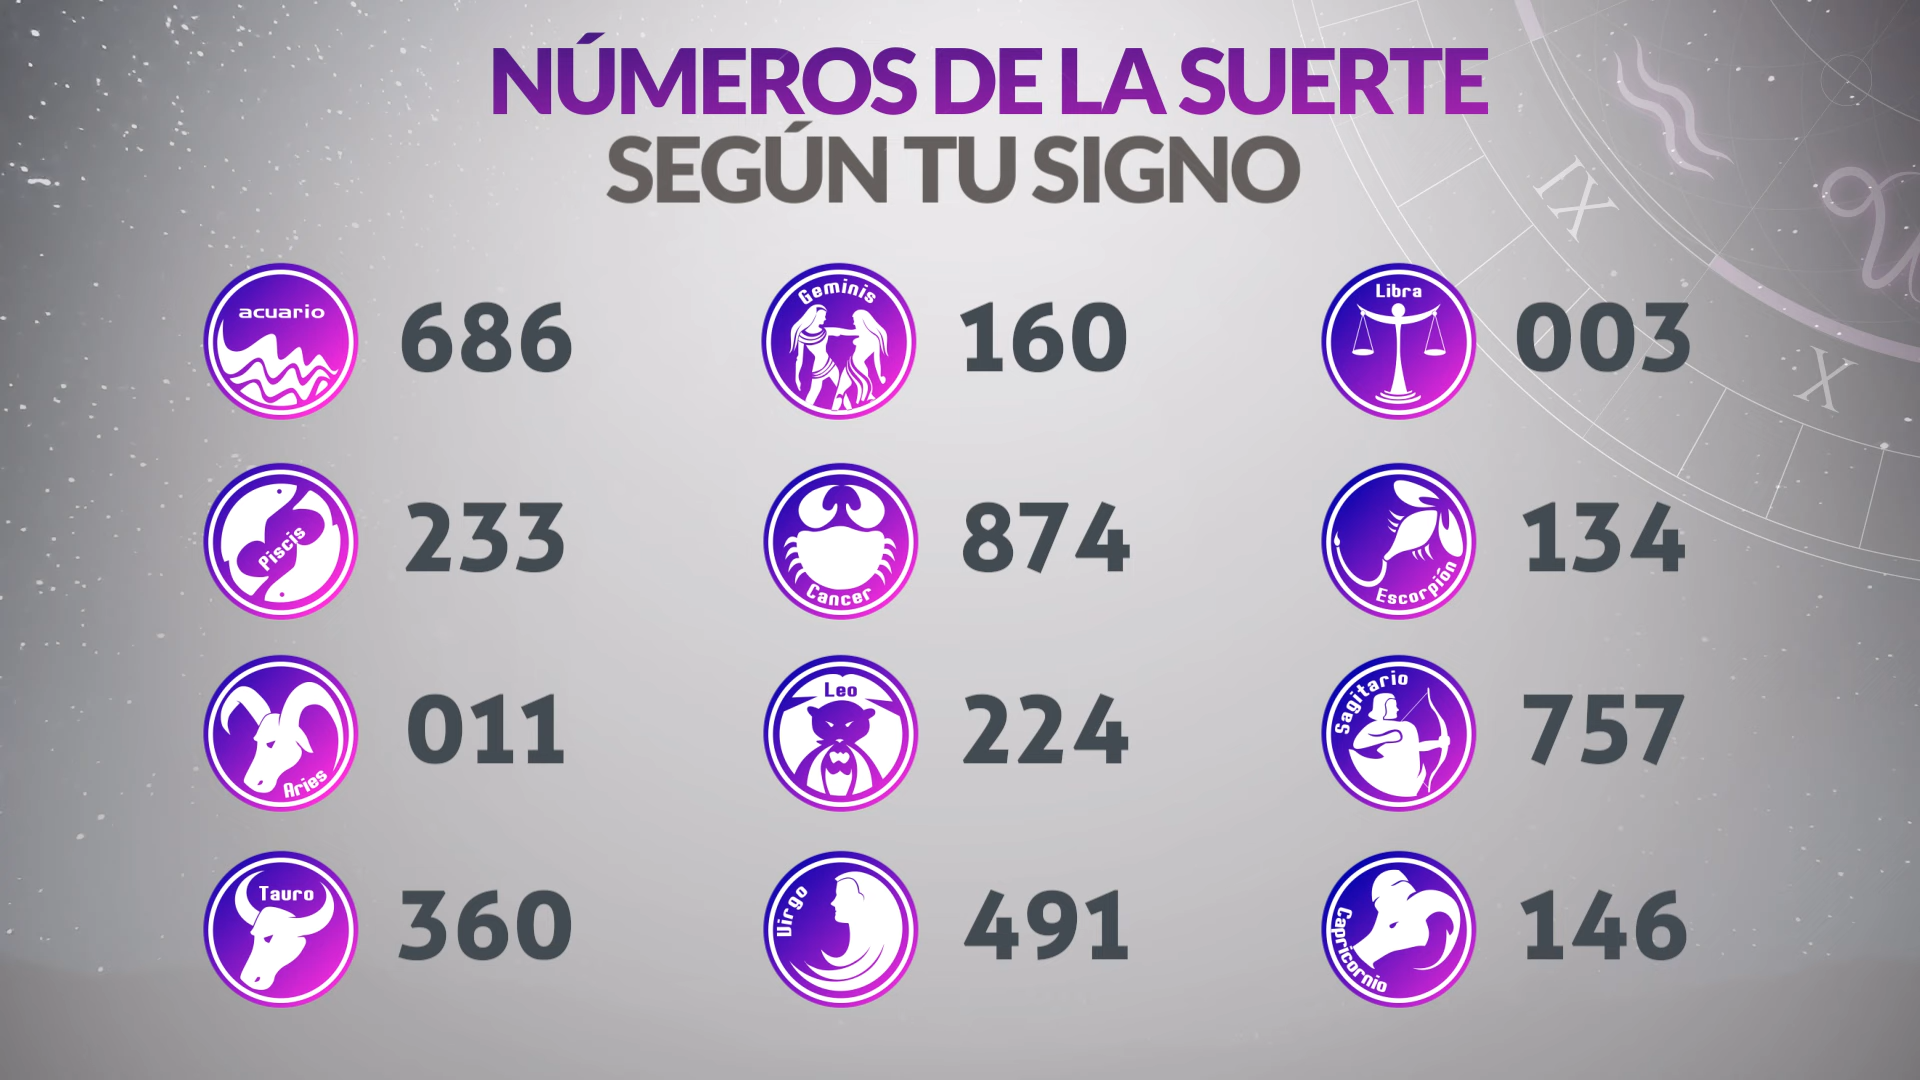 NÚMEROS DE LA SUERTE
SEGÚN TU SIGNO
acuario
686
Geminis
160
Libra
003
Piscis
233
Cancer
874
Escorpión
134
Aries
011
Leo
224
Sagitario
757
Tauro
360
Virgo
491
Capricornio
146
IX
X